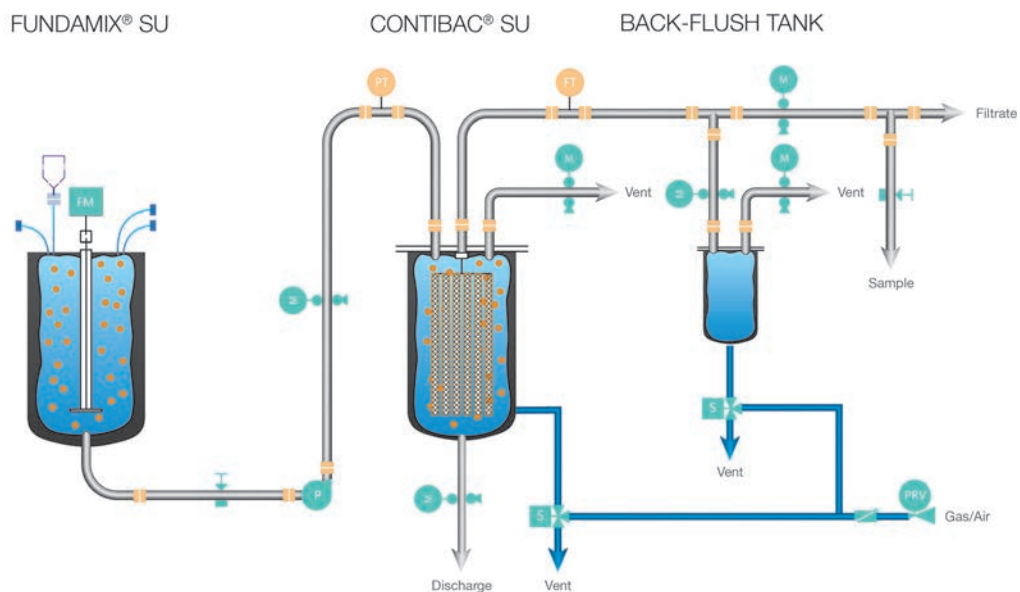 FUNDAMIX® SU
CONTIBAC® SU
BACK-FLUSH TANK
PT
FT
M
Filtrate
M
Vent
M
Vent
M
FM
Sample
M
S
Vent
P
M
S
PRV
Gas/Air
Discharge
Vent